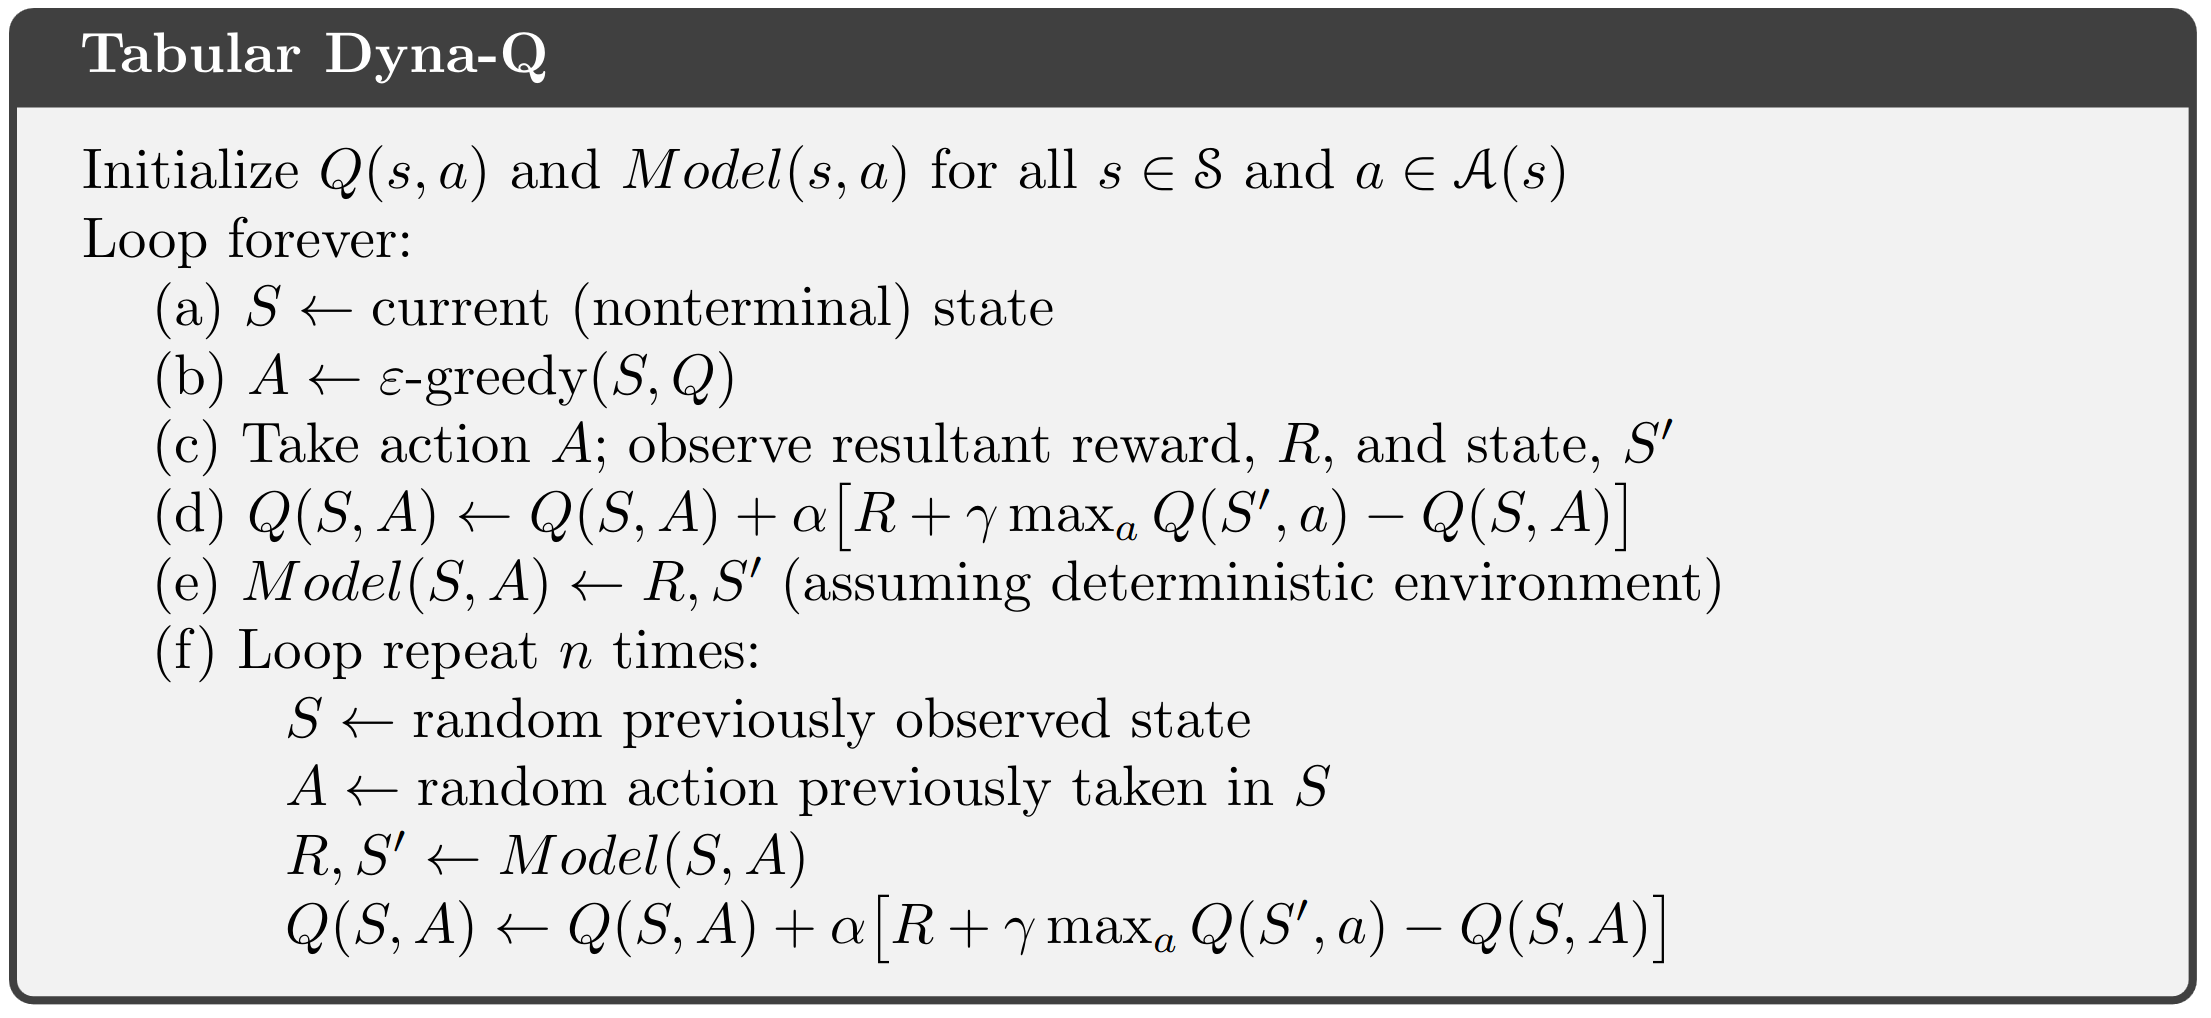 Tabular Dyna-Q
Initialize Q(s, a) and Model(s, a) for all s ∈ 𝒮 and a ∈ 𝒜(s)
Loop forever:
(a) S ← current (nonterminal) state
(b) A ← ε-greedy(S, Q)
(c) Take action A; observe resultant reward, R, and state, S′
(d) Q(S, A) ← Q(S, A) + α[R + γ maxₐ Q(S′, a) − Q(S, A)]
(e) Model(S, A) ← R, S′ (assuming deterministic environment)
(f) Loop repeat n times:
S ← random previously observed state
A ← random action previously taken in S
R, S′ ← Model(S, A)
Q(S, A) ← Q(S, A) + α[R + γ maxₐ Q(S′, a) − Q(S, A)]